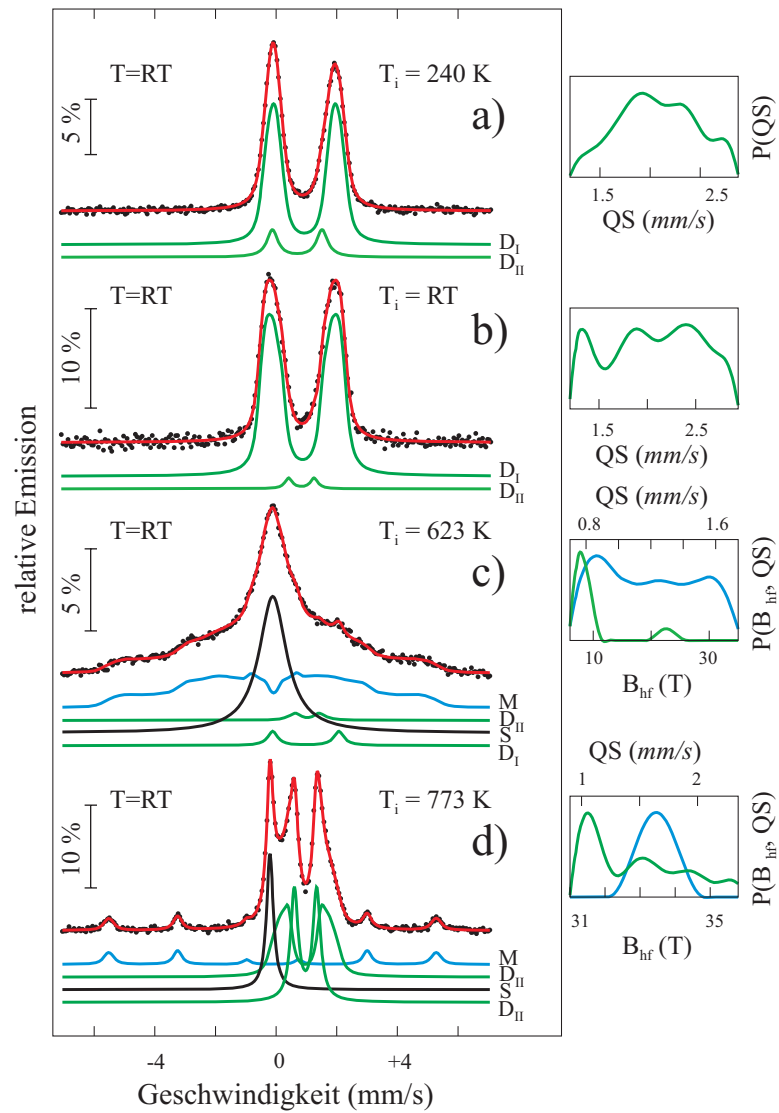 T=RT
T_i = 240 K
a)
5 %
D_I
D_II
P(QS)
1.5
2.5
QS (mm/s)
T=RT
T_i = RT
b)
10 %
D_I
D_II
1.5
2.5
QS (mm/s)
relative Emission
T=RT
T_i = 623 K
c)
5 %
M
D_II
S
D_I
QS (mm/s)
0.8
1.6
P(B_hf, QS)
10
30
B_hf (T)
T=RT
T_i = 773 K
d)
10 %
M
D_II
S
D_II
QS (mm/s)
1
2
P(B_hf, QS)
31
35
B_hf (T)
-4
0
+4
Geschwindigkeit (mm/s)